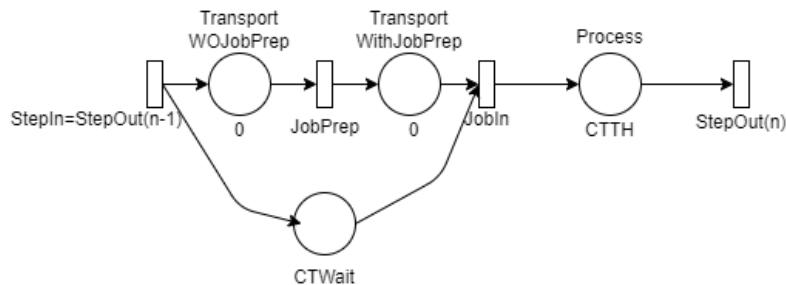 Transport
WOJobPrep
Transport
WithJobPrep
Process
StepIn=StepOut(n-1)
0
JobPrep
0
JobIn
CTTH
StepOut(n)
CTWait